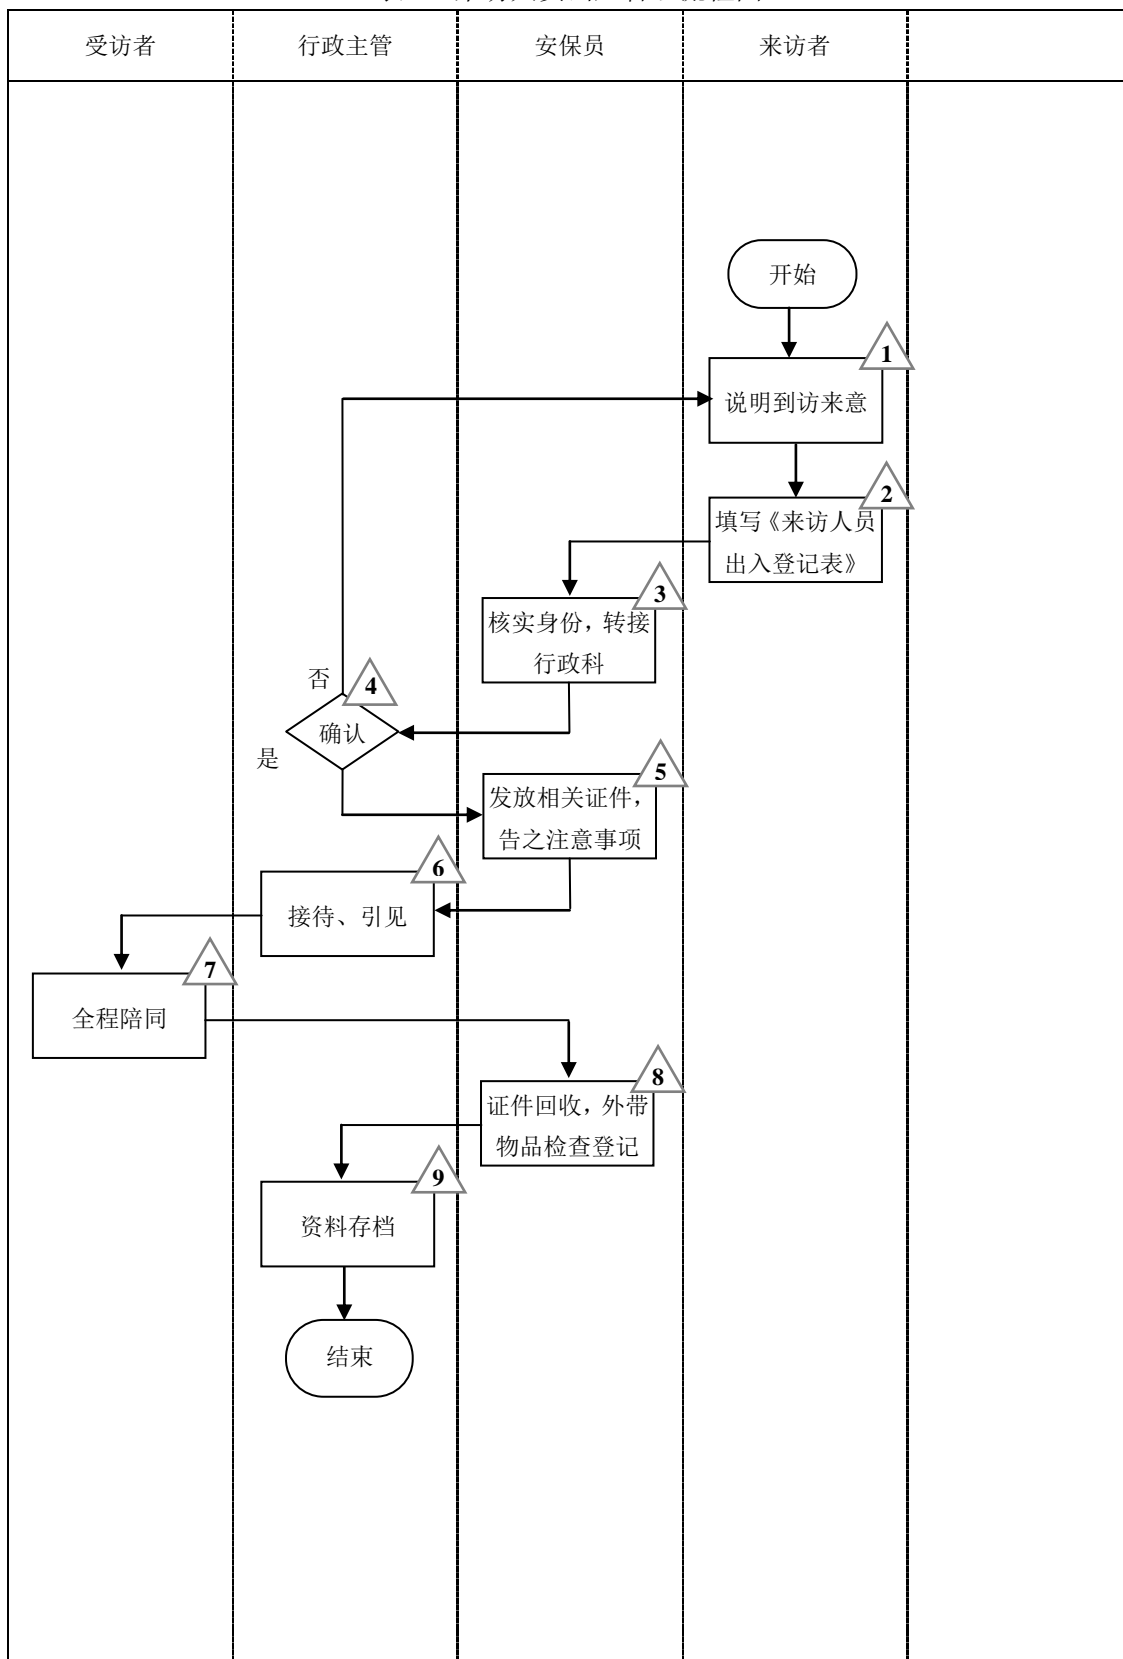 受访者
行政主管
安保员
来访者
开始
1
说明到访来意
2
填写《来访人员
出入登记表》
3
核实身份，转接
行政科
否
4
确认
是
5
发放相关证件，
告之注意事项
6
接待、引见
7
全程陪同
8
证件回收，外带
物品检查登记
9
资料存档
结束